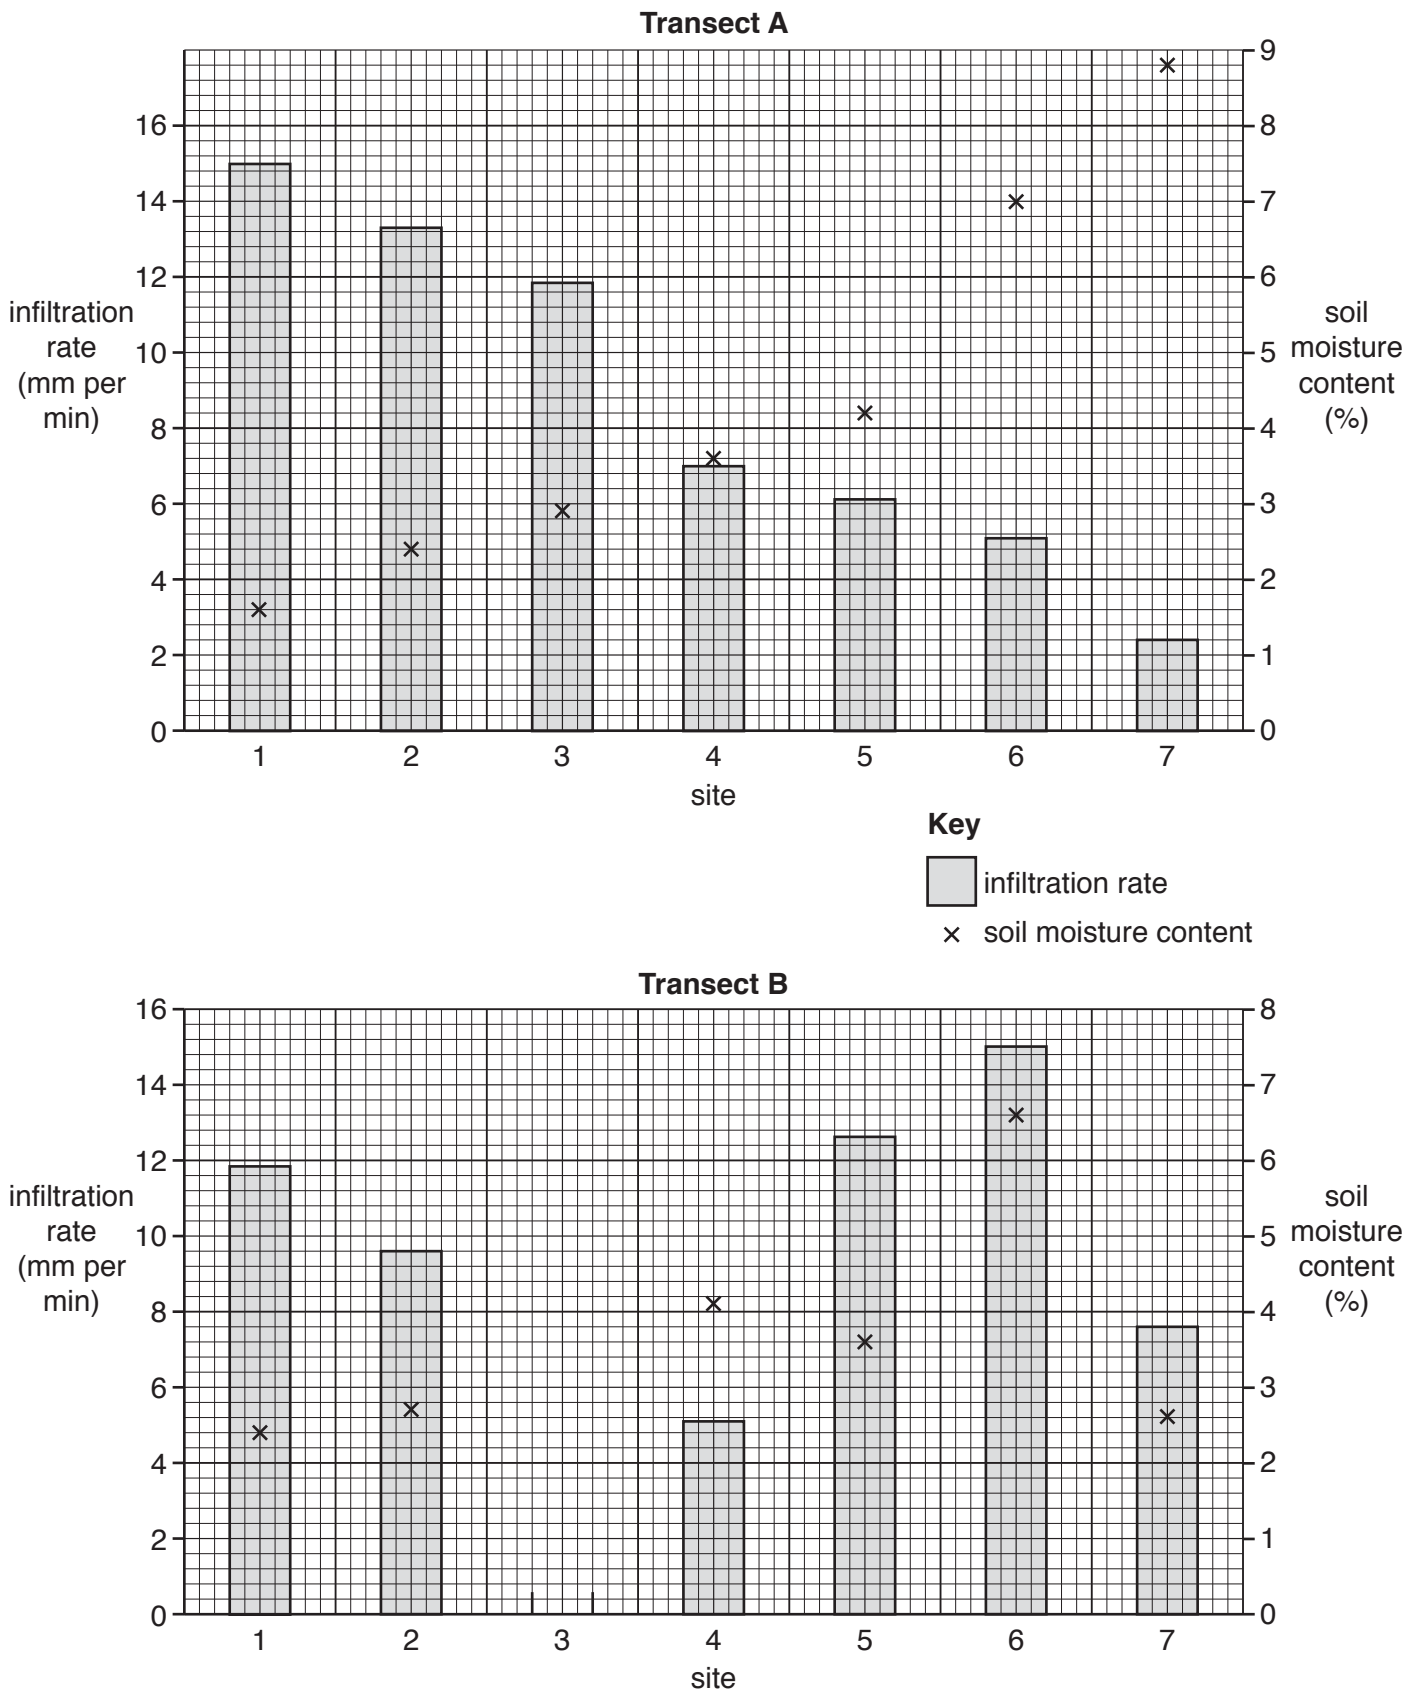 Transect A
9
16
8
14
7
12
6
infiltration
rate
(mm per
min)
10
5
soil
moisture
content
(%)
8
4
6
3
4
2
2
1
0
0
1 2 3 4 5 6 7
site
Key
infiltration rate
× soil moisture content
Transect B
16
8
14
7
12
6
infiltration
rate
(mm per
min)
10
5
soil
moisture
content
(%)
8
4
6
3
4
2
2
1
0
0
1 2 3 4 5 6 7
site